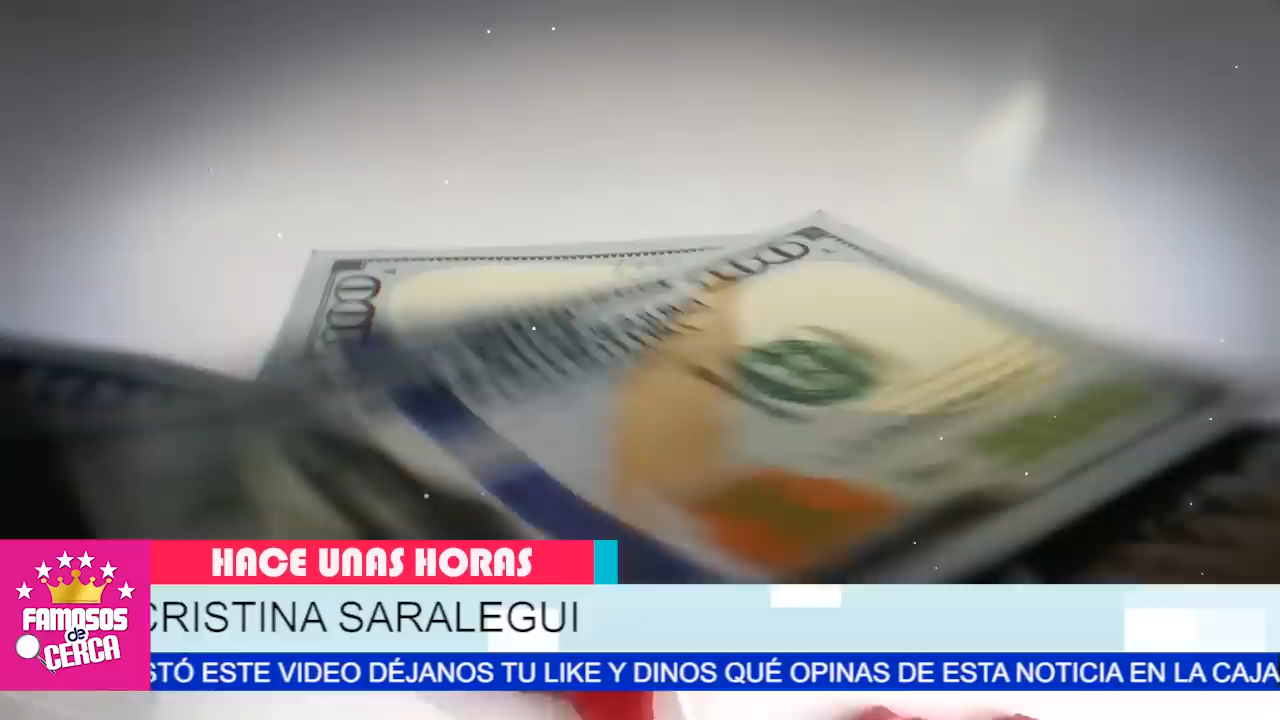 100
HACE UNAS HORAS
CRISTINA SARALEGUI
FAMOSOS
de
CERCA
STÓ ESTE VIDEO DÉJANOS TU LIKE Y DINOS QUÉ OPINAS DE ESTA NOTICIA EN LA CAJA